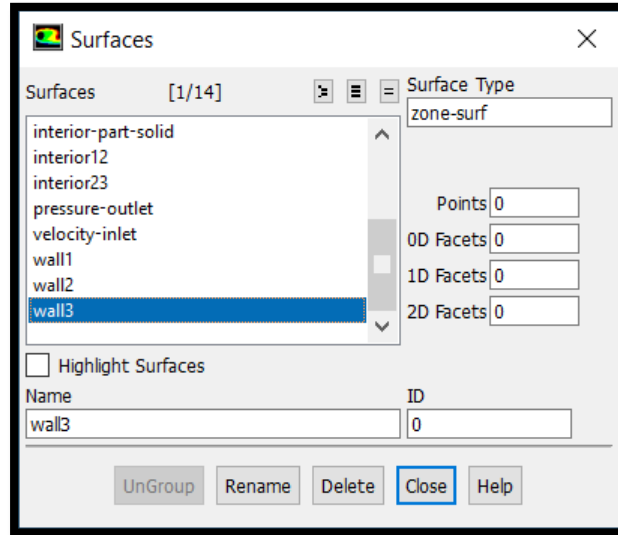 Surfaces
Surfaces [1/14]
Surface Type
zone-surf
interior-part-solid
interior12
interior23
pressure-outlet
velocity-inlet
wall1
wall2
wall3
Points 0
0D Facets 0
1D Facets 0
2D Facets 0
Highlight Surfaces
Name
wall3
ID
0
UnGroup Rename Delete Close Help